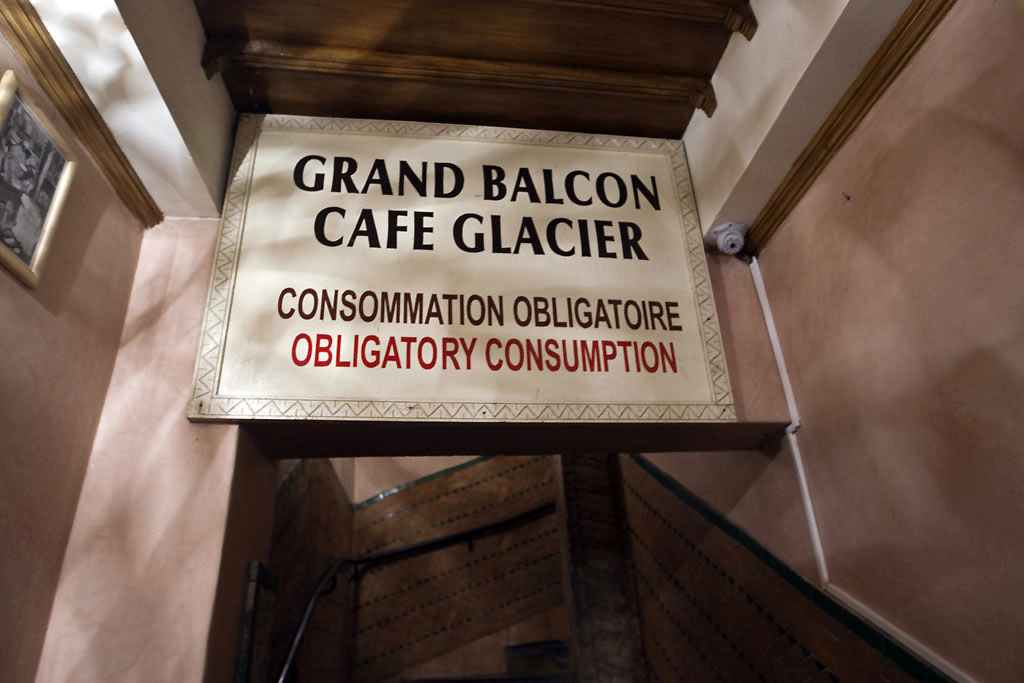 GRAND BALCON
CAFE GLACIER
CONSOMMATION OBLIGATOIRE
OBLIGATORY CONSUMPTION